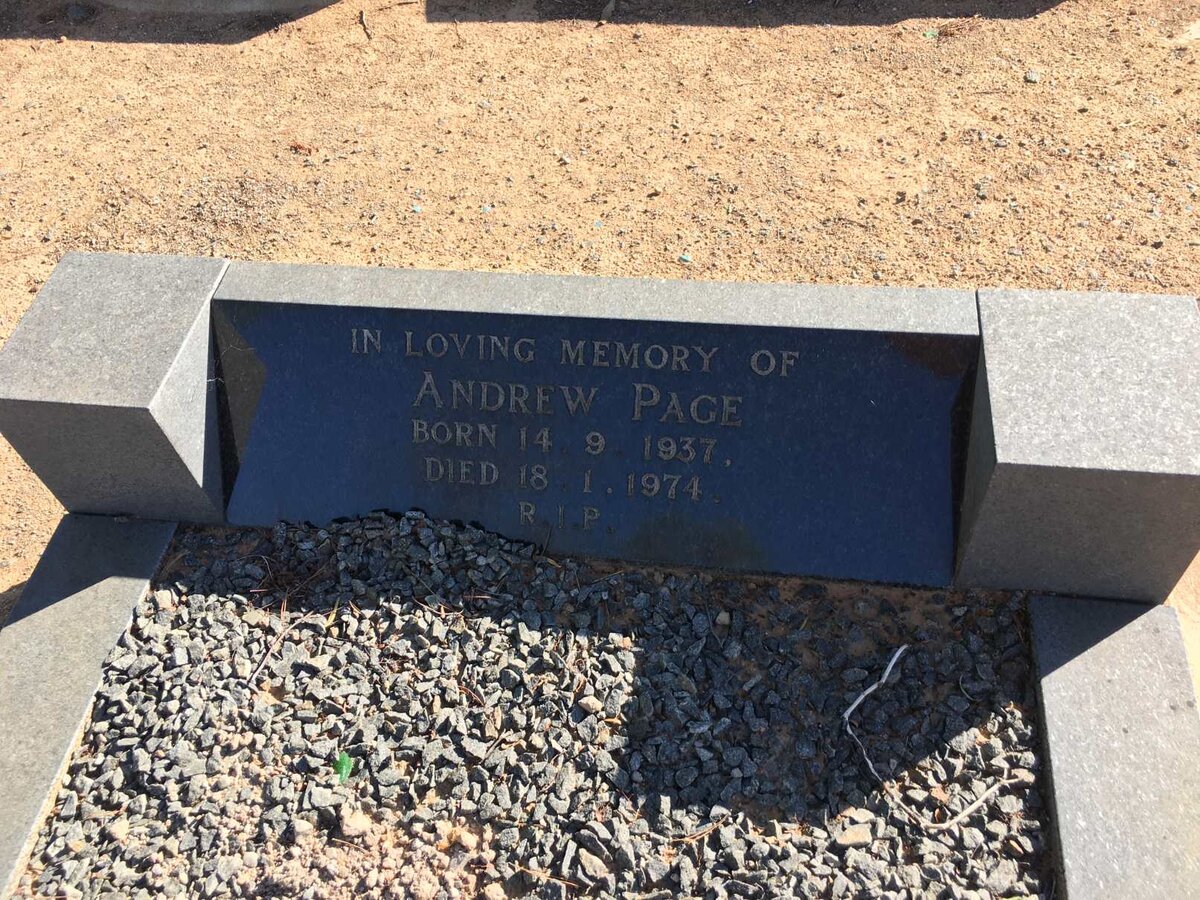 IN LOVING MEMORY OF
ANDREW PAGE
BORN 14. 9. 1937,
DIED 18. 1. 1974.
R.I.P.